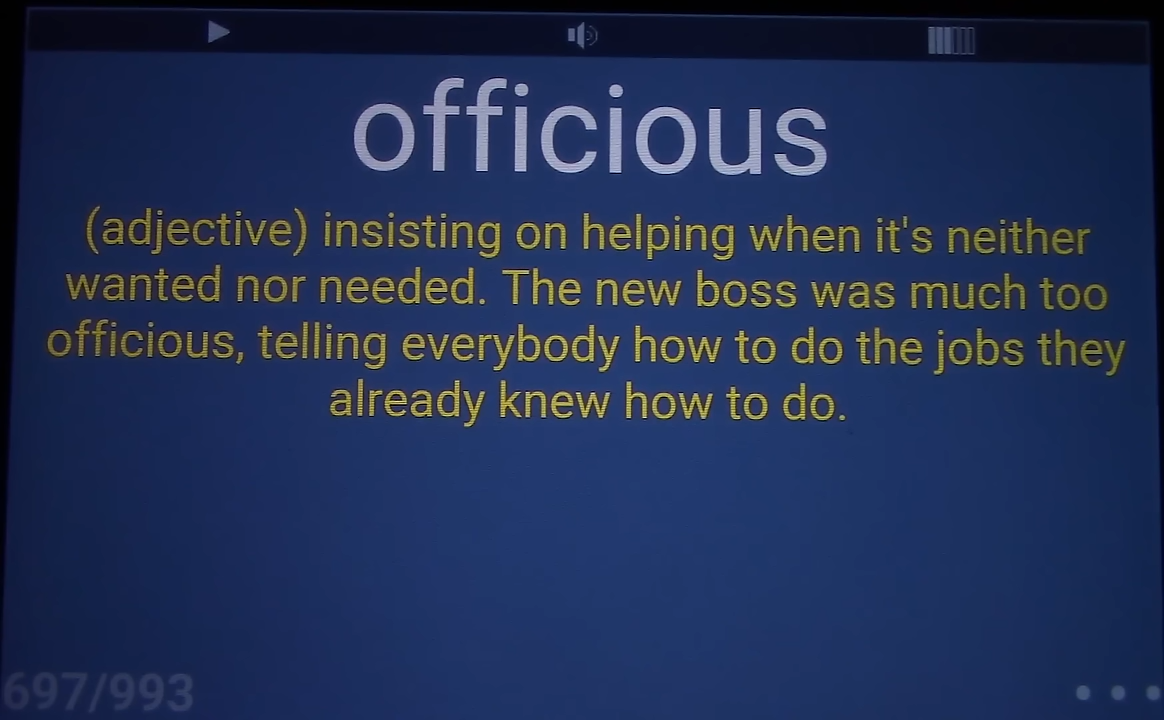 officious
(adjective) insisting on helping when it's neither
wanted nor needed. The new boss was much too
officious, telling everybody how to do the jobs they
already knew how to do.
697/993